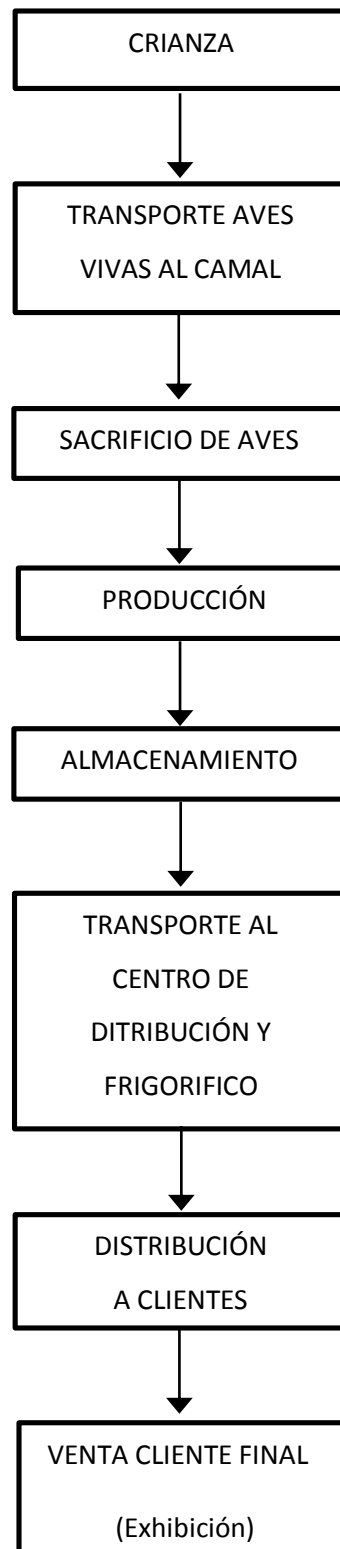 CRIANZA
TRANSPORTE AVES
VIVAS AL CAMAL
SACRIFICIO DE AVES
PRODUCCIÓN
ALMACENAMIENTO
TRANSPORTE AL
CENTRO DE
DITRIBUCIÓN Y
FRIGORIFICO
DISTRIBUCIÓN
A CLIENTES
VENTA CLIENTE FINAL
(Exhibición)